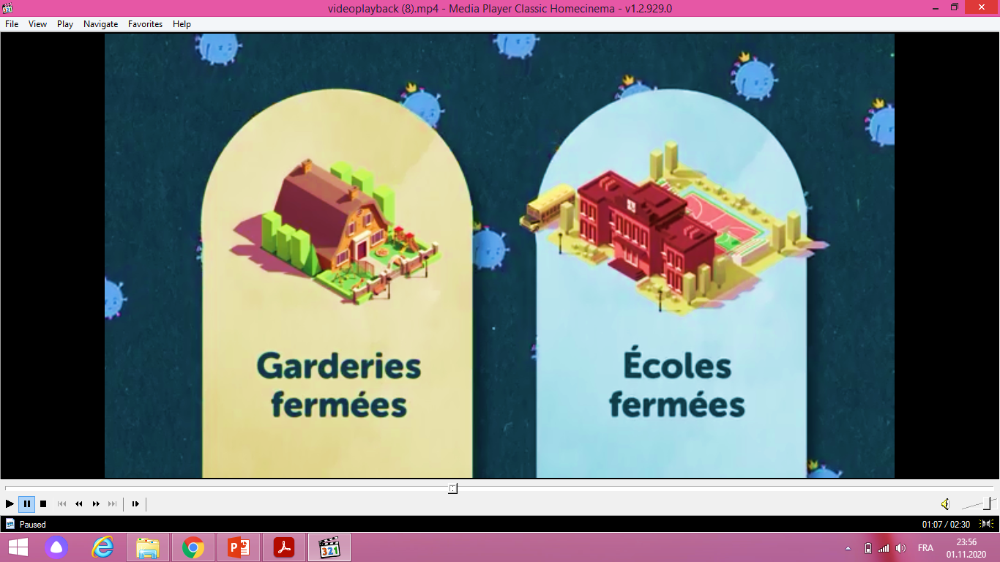 videoplayback (8).mp4 - Media Player Classic Homecinema - v1.2.929.0
File View Play Navigate Favorites Help
Garderies
fermées
Écoles
fermées
Paused
01:07 / 02:30
321
FRA
23:56
01.11.2020